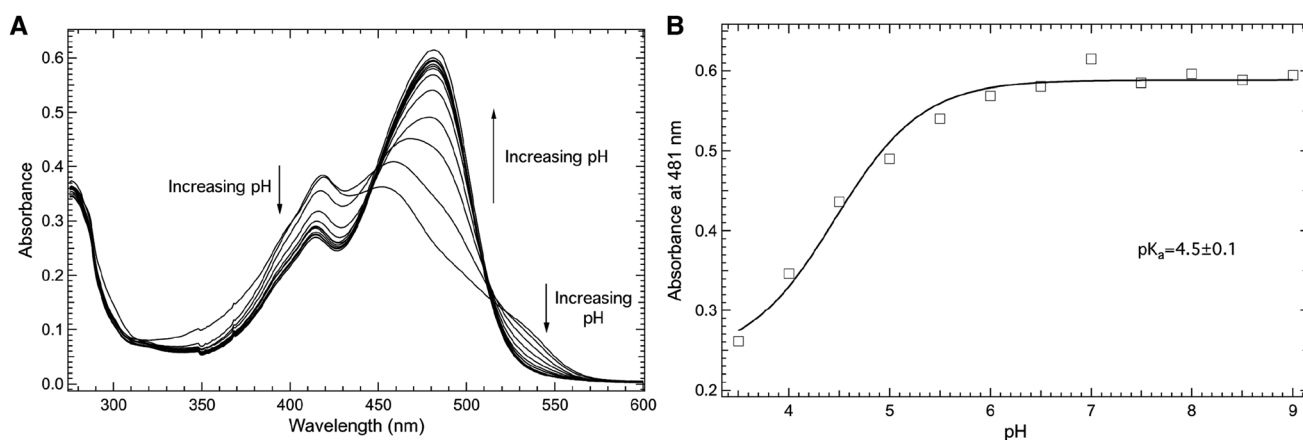 A
0.6
0.5
0.4
0.3
0.2
0.1
0.0
Absorbance
Increasing pH
Increasing pH
Increasing
pH
300 350 400 450 500 550 600
Wavelength (nm)
B
0.6
0.5
0.4
0.3
0.2
Absorbance at 481 nm
pKa=4.5±0.1
4 5 6 7 8 9
pH